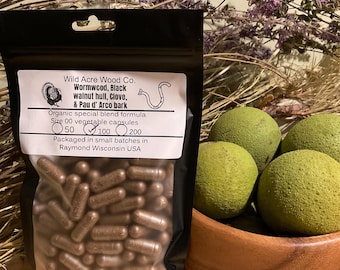 Wild Acre Wood Co.
Wormwood, Black
walnut hull, Clove,
& Pau d' Arco bark
Organic special blend formula
Size 00 vegetable capsules
50 100 200
Packaged in small batches in
Raymond Wisconsin USA